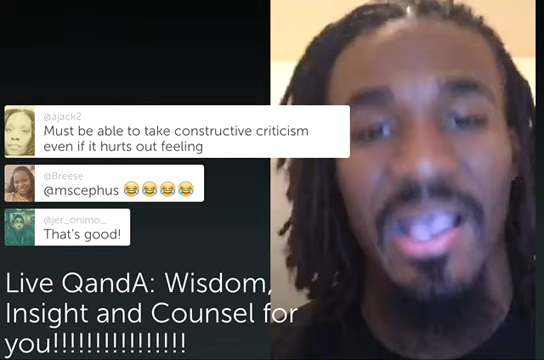 @ajack2
Must be able to take constructive criticism
even if it hurts out feeling
@Breese
@mscephus 😂😂😂😂
@jer_onimo_
That's good!
Live QandA: Wisdom,
Insight and Counsel for
you!!!!!!!!!!!!!!!!!